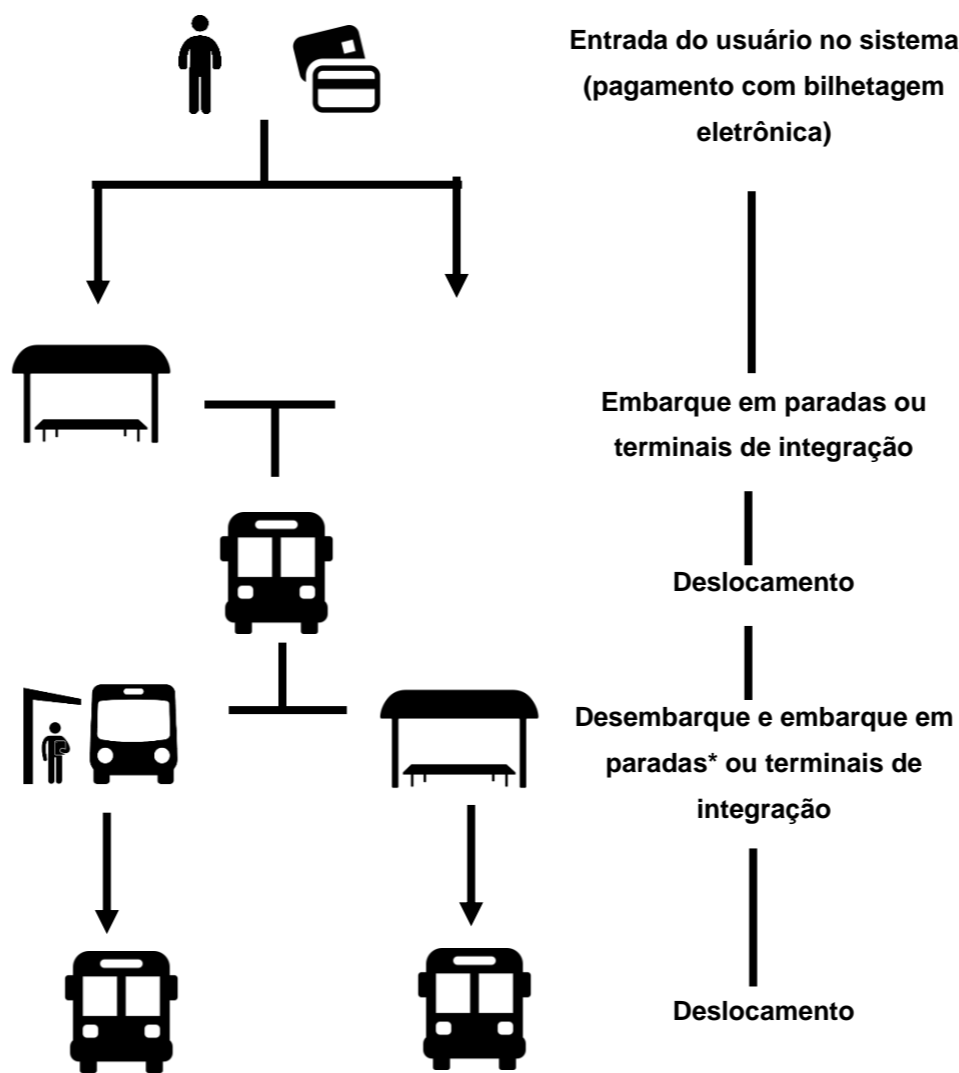 Entrada do usuário no sistema
(pagamento com bilhetagem
eletrônica)
Embarque em paradas ou
terminais de integração
Deslocamento
Desembarque e embarque em
paradas* ou terminais de
integração
Deslocamento